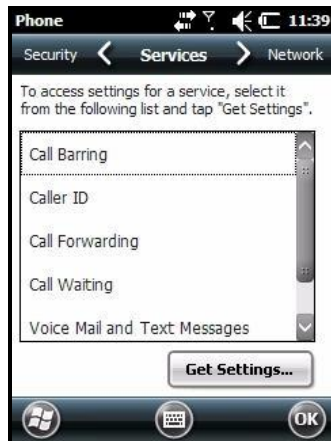 Phone 11:39
Security Services Network
To access settings for a service, select it
from the following list and tap "Get Settings".
Call Barring
Caller ID
Call Forwarding
Call Waiting
Voice Mail and Text Messages
Get Settings...
OK